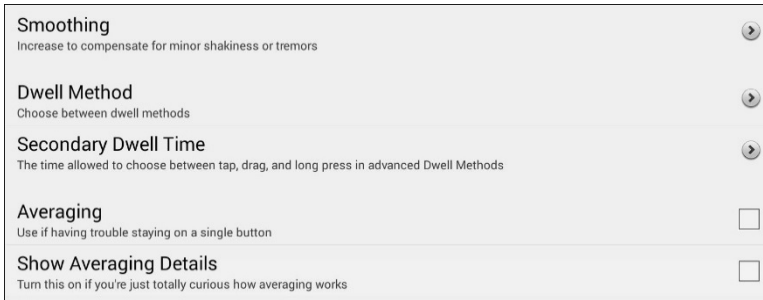 Smoothing
Increase to compensate for minor shakiness or tremors
Dwell Method
Choose between dwell methods
Secondary Dwell Time
The time allowed to choose between tap, drag, and long press in advanced Dwell Methods
Averaging
Use if having trouble staying on a single button
Show Averaging Details
Turn this on if you're just totally curious how averaging works